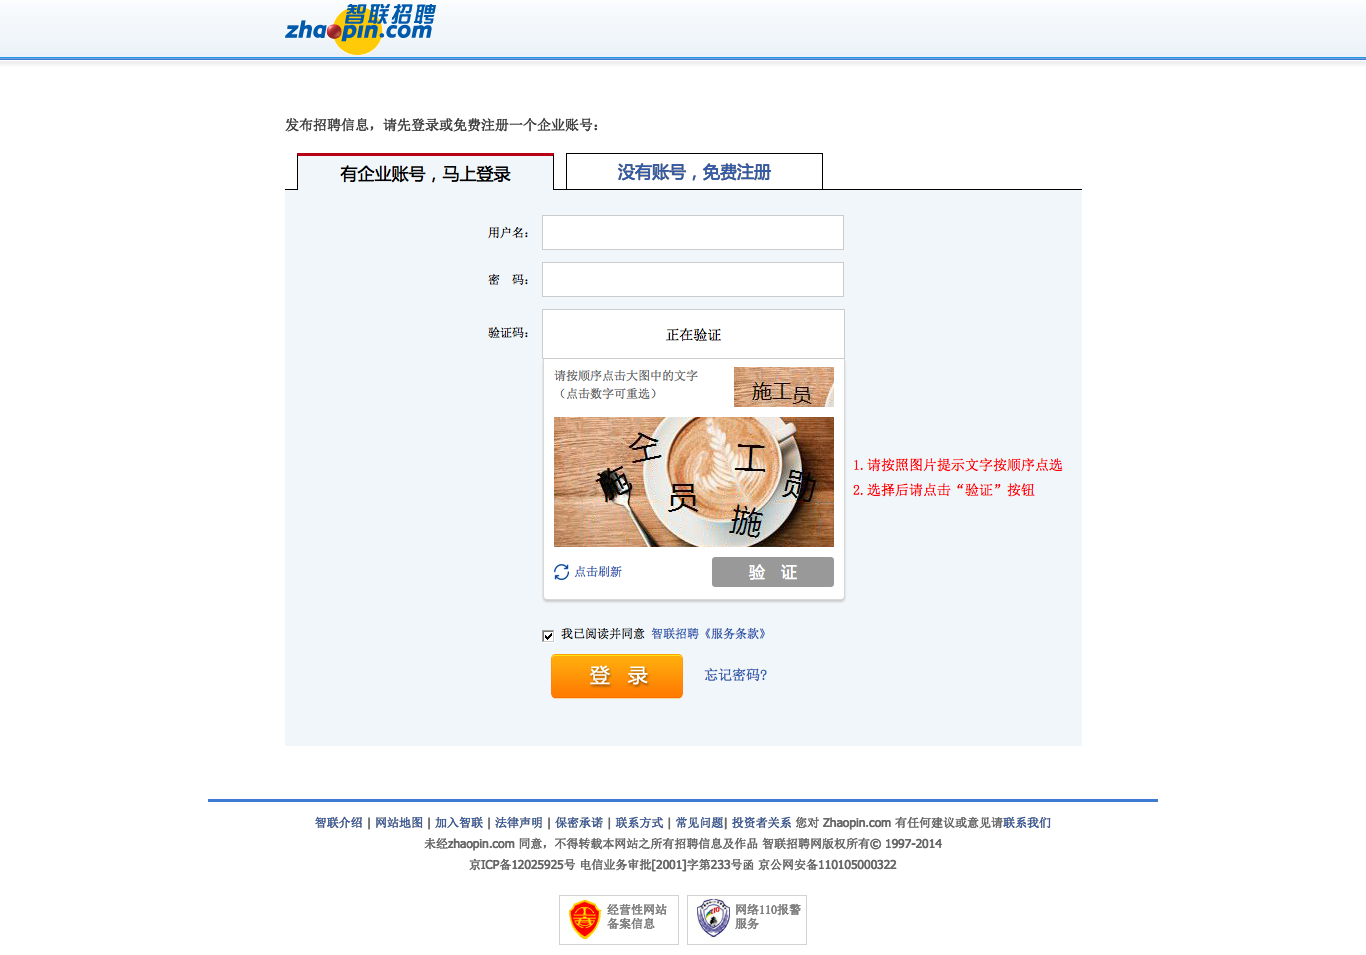 智联招聘
zhaopin.com
发布招聘信息，请先登录或免费注册一个企业账号：
有企业账号，马上登录
没有账号，免费注册
用户名：
密 码：
验证码：
正在验证
请按顺序点击大图中的文字
（点击数字可重选）
施工员
仝
工
施
员
勋
揓
1. 请按照图片提示文字按顺序点选
2. 选择后请点击“验证”按钮
点击刷新
验 证
我已阅读并同意 智联招聘《服务条款》
登 录
忘记密码?
智联介绍 | 网站地图 | 加入智联 | 法律声明 | 保密承诺 | 联系方式 | 常见问题| 投资者关系 您对 Zhaopin.com 有任何建议或意见请联系我们
未经zhaopin.com 同意，不得转载本网站之所有招聘信息及作品 智联招聘网版权所有© 1997-2014
京ICP备12025925号 电信业务审批[2001]字第233号函 京公网安备110105000322
经营性网站
备案信息
网络110报警
服务